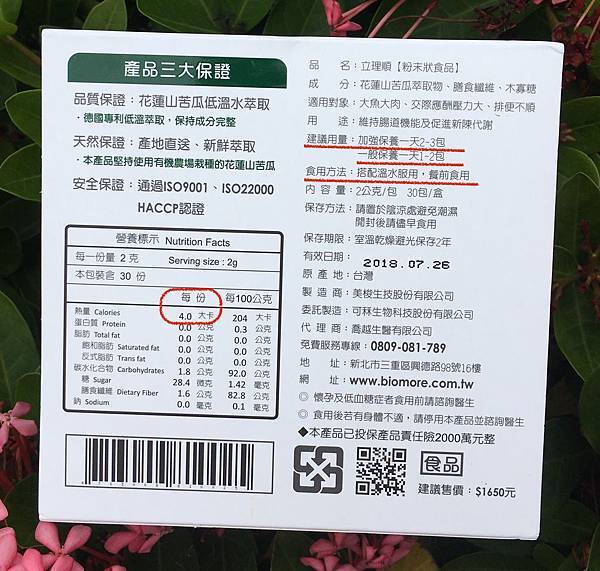 產品三大保證
品質保證：花蓮山苦瓜低溫水萃取
・德國專利低溫萃取，保持成分完整
天然保證：產地直送、新鮮萃取
・本產品堅持使用有機農場栽種的花蓮山苦瓜
安全保證：通過ISO9001、ISO22000
HACCP認證
營養標示 Nutrition Facts
每一份量 2 克 Serving size : 2g
本包裝含 30 份
每 份 每100公克
熱量 Calories 4.0 大卡 204 大卡
蛋白質 Protein 0.0 公克 0.3 公克
脂肪 Total fat 0.0 公克 0.0 公克
飽和脂肪 Saturated fat 0.0 公克 0.0 公克
反式脂肪 Trans fat 0.0 公克 0.0 公克
碳水化合物 Carbohydrates 1.8 公克 92.0 公克
糖 Sugar 28.4 微克 1.42 毫克
膳食纖維 Dietary Fiber 1.6 公克 82.8 公克
鈉 Sodium 0.0 毫克 0.1 毫克
品 名：立理順【粉末狀食品】
成 分：花蓮山苦瓜萃取物、膳食纖維、木寡糖
適用對象：大魚大肉、交際應酬壓力大、排便不順
用 途：維持腸道機能及促進新陳代謝
建議用量：加強保養一天2-3包
一般保養一天1-2包
食用方法：搭配溫水服用，餐前食用
內 容 量：2公克/包 30包/盒
保存方法：請置於陰涼處避免潮濕
開封後請儘早食用
保存期限：室溫乾燥避光保存2年
有效日期：2018.07.26
原 產 地：台灣
製 造 商：美梭生技股份有限公司
委託製造：可秝生物科技股份有限公司
代 理 商：喬越生醫有限公司
免費服務專線：0809-081-789
地 址：新北市三重區興德路98號16樓
網 址：www.biomore.com.tw
◎ 懷孕及低血糖症者食用前請諮詢醫生
◎ 食用後若有身體不適，請停用本產品並諮詢醫生
◆本產品已投保產品責任險2000萬元整
紙
食品
建議售價：$1650元